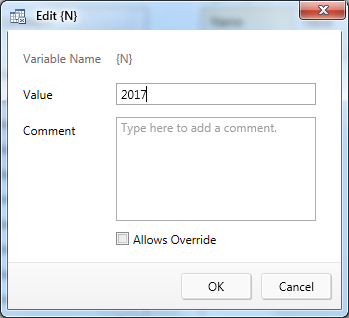 Edit {N}
Variable Name {N}
Value 2017
Comment Type here to add a comment.
Allows Override
OK Cancel